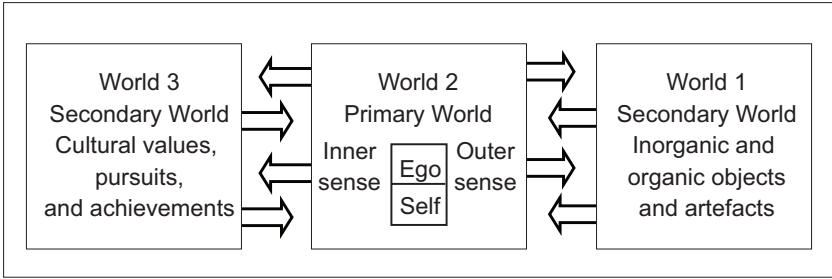 World 3
Secondary World
Cultural values,
pursuits,
and achievements
World 2
Primary World
Inner
sense
Ego
Self
Outer
sense
World 1
Secondary World
Inorganic and
organic objects
and artefacts